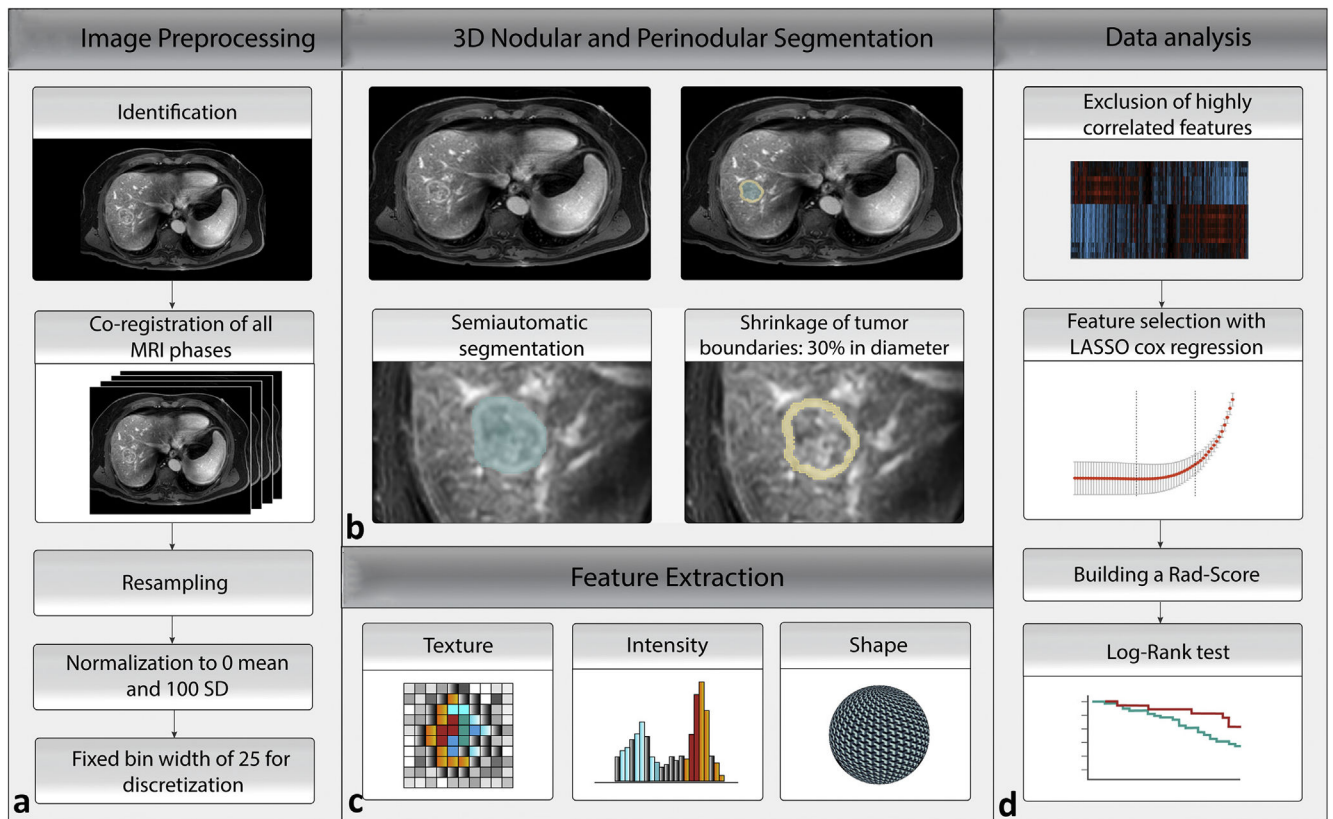 Image Preprocessing
Identification
Co-registration of all
MRI phases
Resampling
Normalization to 0 mean
and 100 SD
Fixed bin width of 25 for
discretization
a
3D Nodular and Perinodular Segmentation
Semiautomatic
segmentation
Shrinkage of tumor
boundaries: 30% in diameter
b
Feature Extraction
Texture
Intensity
Shape
c
Data analysis
Exclusion of highly
correlated features
Feature selection with
LASSO cox regression
Building a Rad-Score
Log-Rank test
d